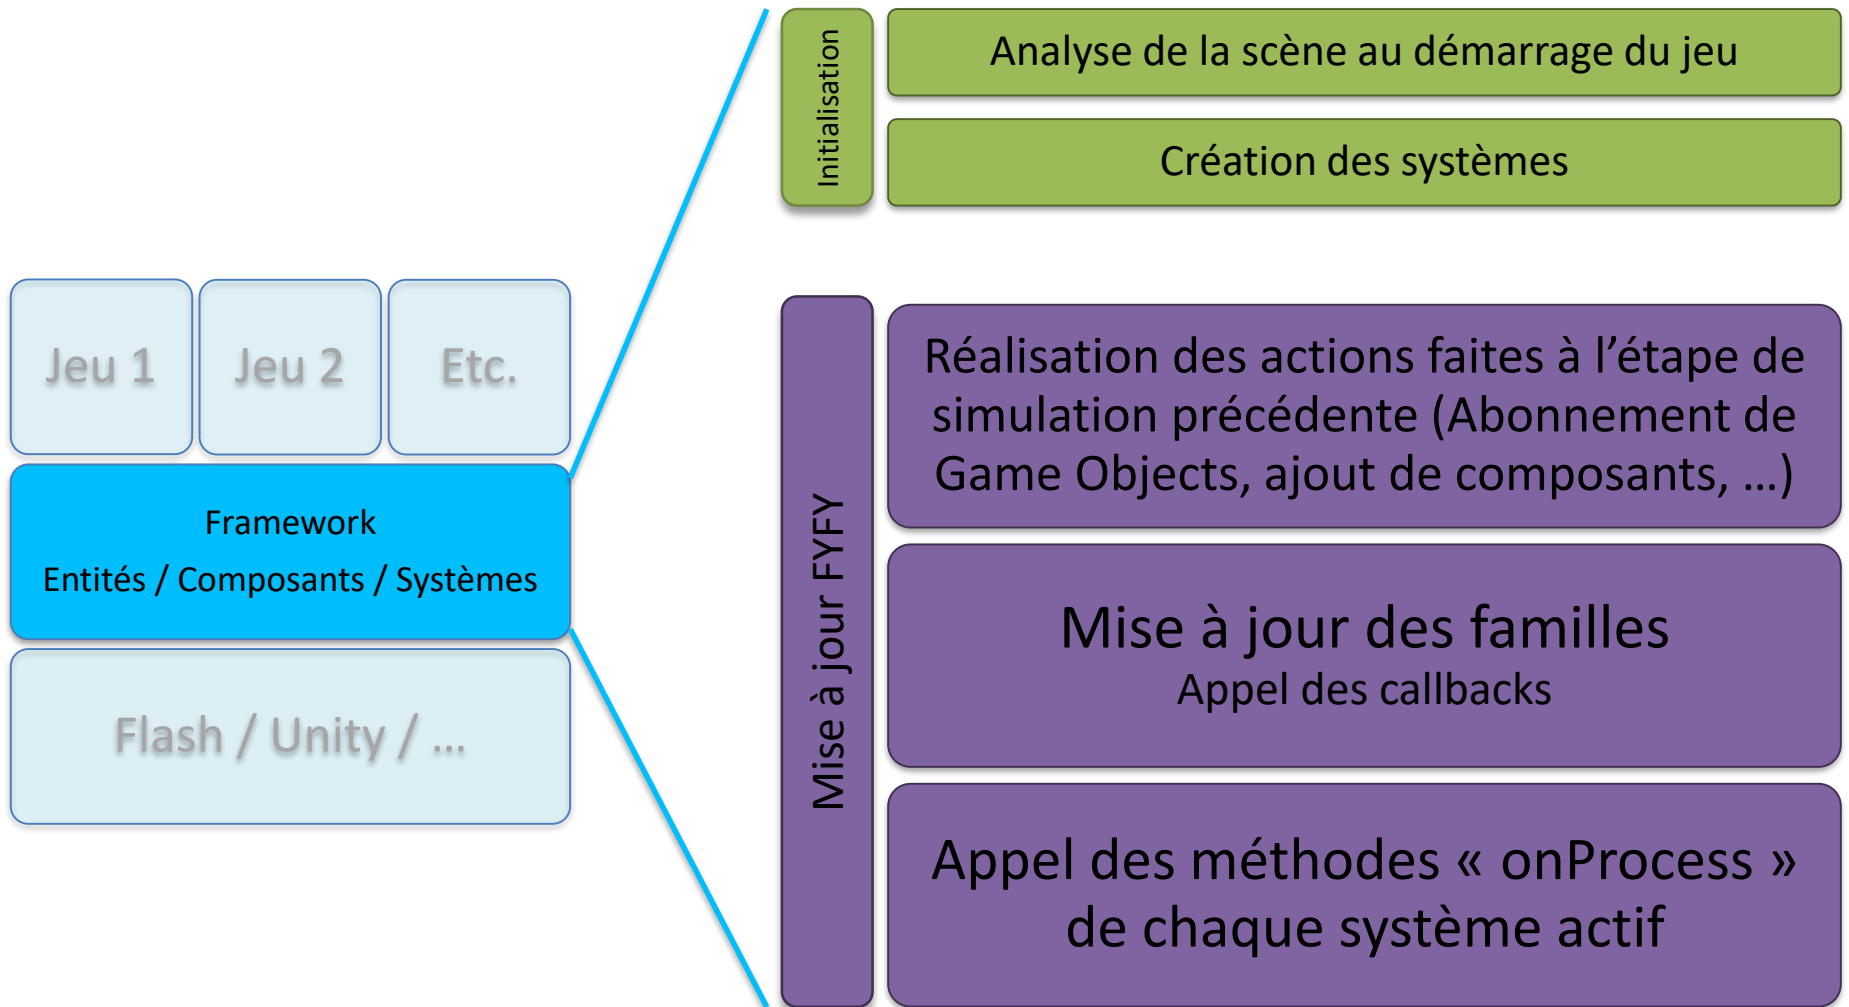 Jeu 1
Jeu 2
Etc.
Framework
Entités / Composants / Systèmes
Flash / Unity / ...
Initialisation
Analyse de la scène au démarrage du jeu
Création des systèmes
Mise à jour FYFY
Réalisation des actions faites à l’étape de
simulation précédente (Abonnement de
Game Objects, ajout de composants, …)
Mise à jour des familles
Appel des callbacks
Appel des méthodes « onProcess »
de chaque système actif